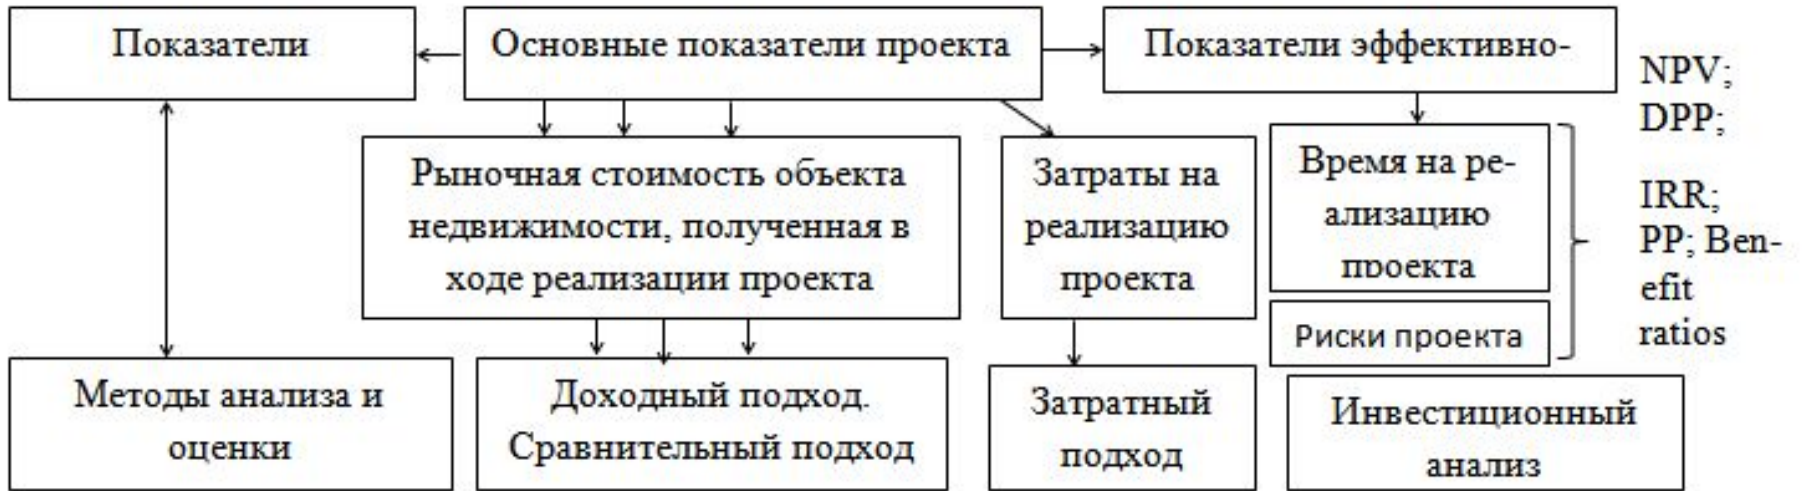 Показатели
Основные показатели проекта
Показатели эффективно-
NPV;
DPP;
IRR;
PP; Ben-
efit
ratios
Рыночная стоимость объекта
недвижимости, полученная в
ходе реализации проекта
Затраты на
реализацию
проекта
Время на ре-
ализацию
проекта
Риски проекта
Методы анализа и
оценки
Доходный подход.
Сравнительный подход
Затратный
подход
Инвестиционный
анализ